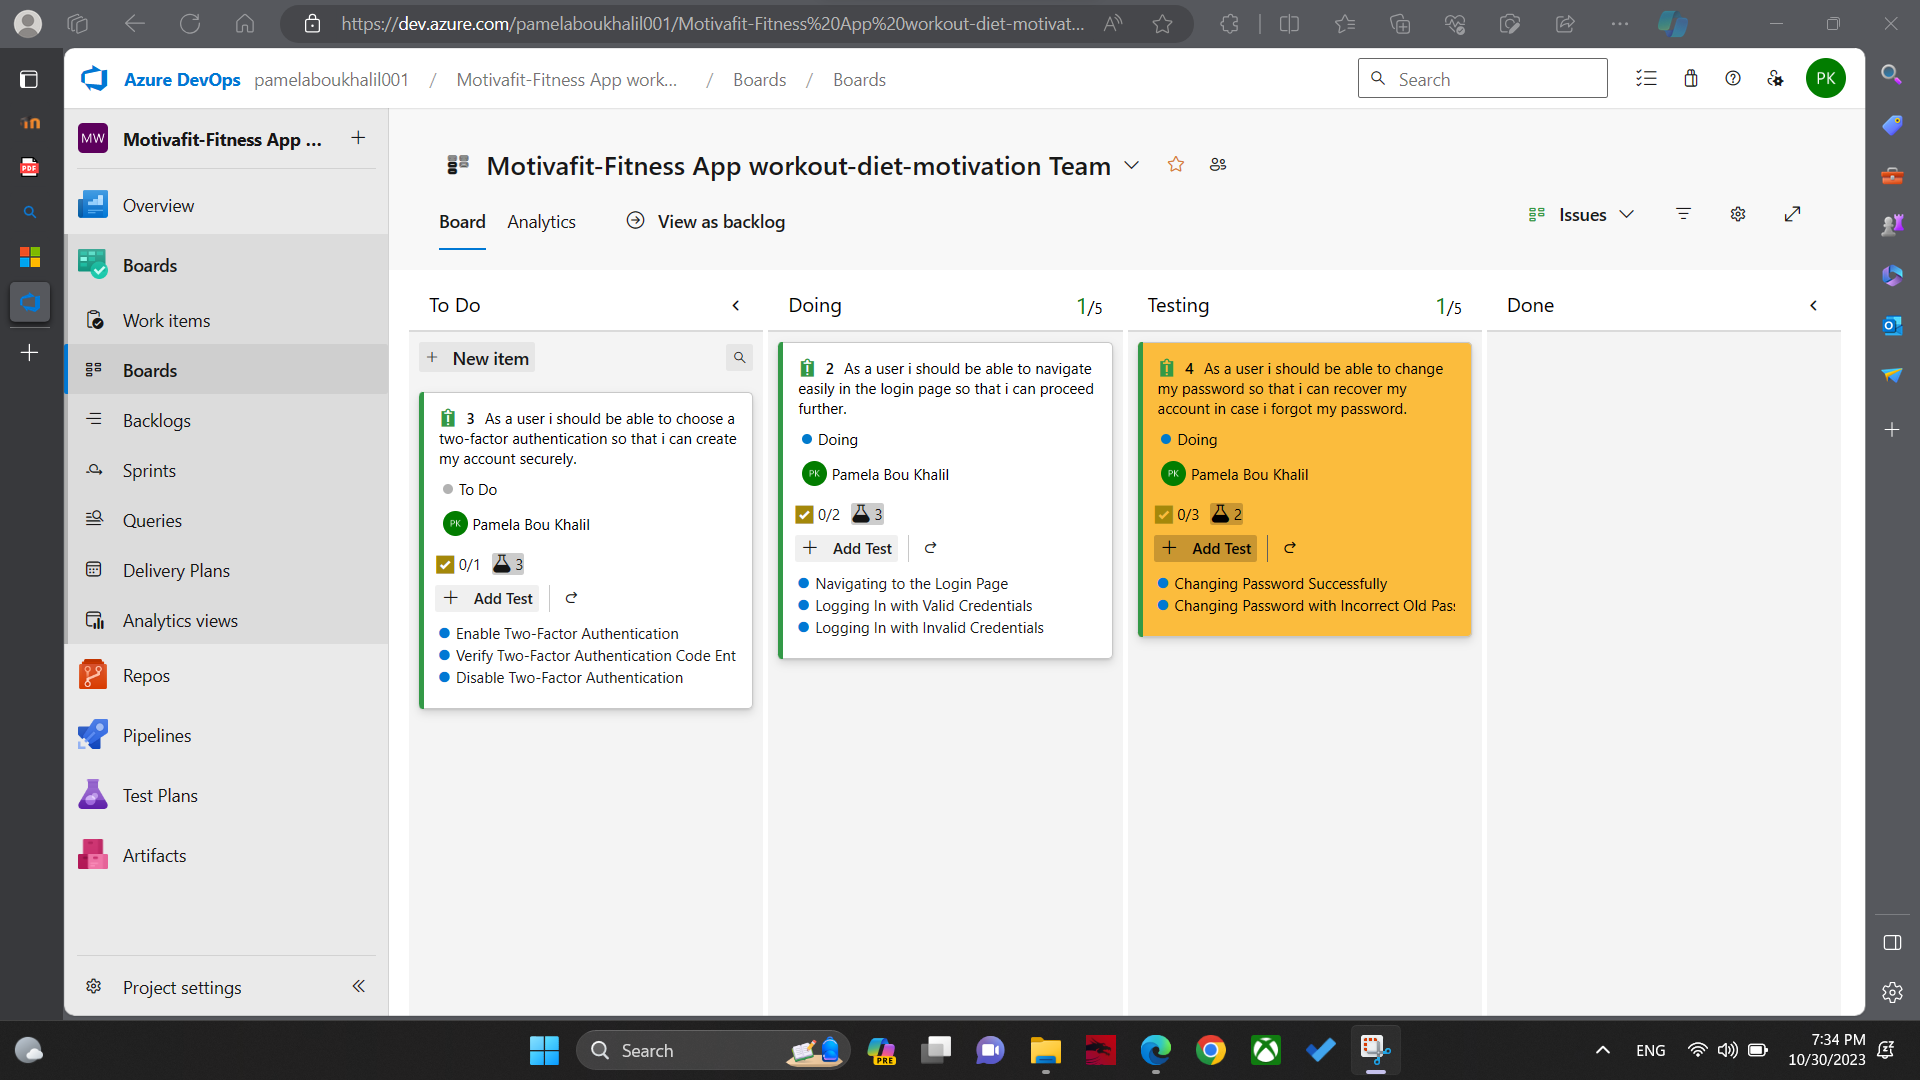 https://dev.azure.com/pamelaboukhalil001/Motivafit-Fitness%20App%20workout-diet-motivat...
Azure DevOps pamelaboukhalil001 / Motivafit-Fitness App work... / Boards / Boards
Search
PK
MW Motivafit-Fitness App ...
Overview
Boards
Work items
Boards
Backlogs
Sprints
Queries
Delivery Plans
Analytics views
Repos
Pipelines
Test Plans
Artifacts
Project settings
Motivafit-Fitness App workout-diet-motivation Team
Board Analytics View as backlog
Issues
To Do
New item
3 As a user i should be able to choose a
two-factor authentication so that i can create
my account securely.
To Do
PK Pamela Bou Khalil
0/1 3
Add Test
Enable Two-Factor Authentication
Verify Two-Factor Authentication Code Ent
Disable Two-Factor Authentication
Doing 1/5
2 As a user i should be able to navigate
easily in the login page so that i can proceed
further.
Doing
PK Pamela Bou Khalil
0/2 3
Add Test
Navigating to the Login Page
Logging In with Valid Credentials
Logging In with Invalid Credentials
Testing 1/5
4 As a user i should be able to change
my password so that i can recover my
account in case i forgot my password.
Doing
PK Pamela Bou Khalil
0/3 2
Add Test
Changing Password Successfully
Changing Password with Incorrect Old Pas
Done
PDF
Search
PRE
ENG
7:34 PM
10/30/2023